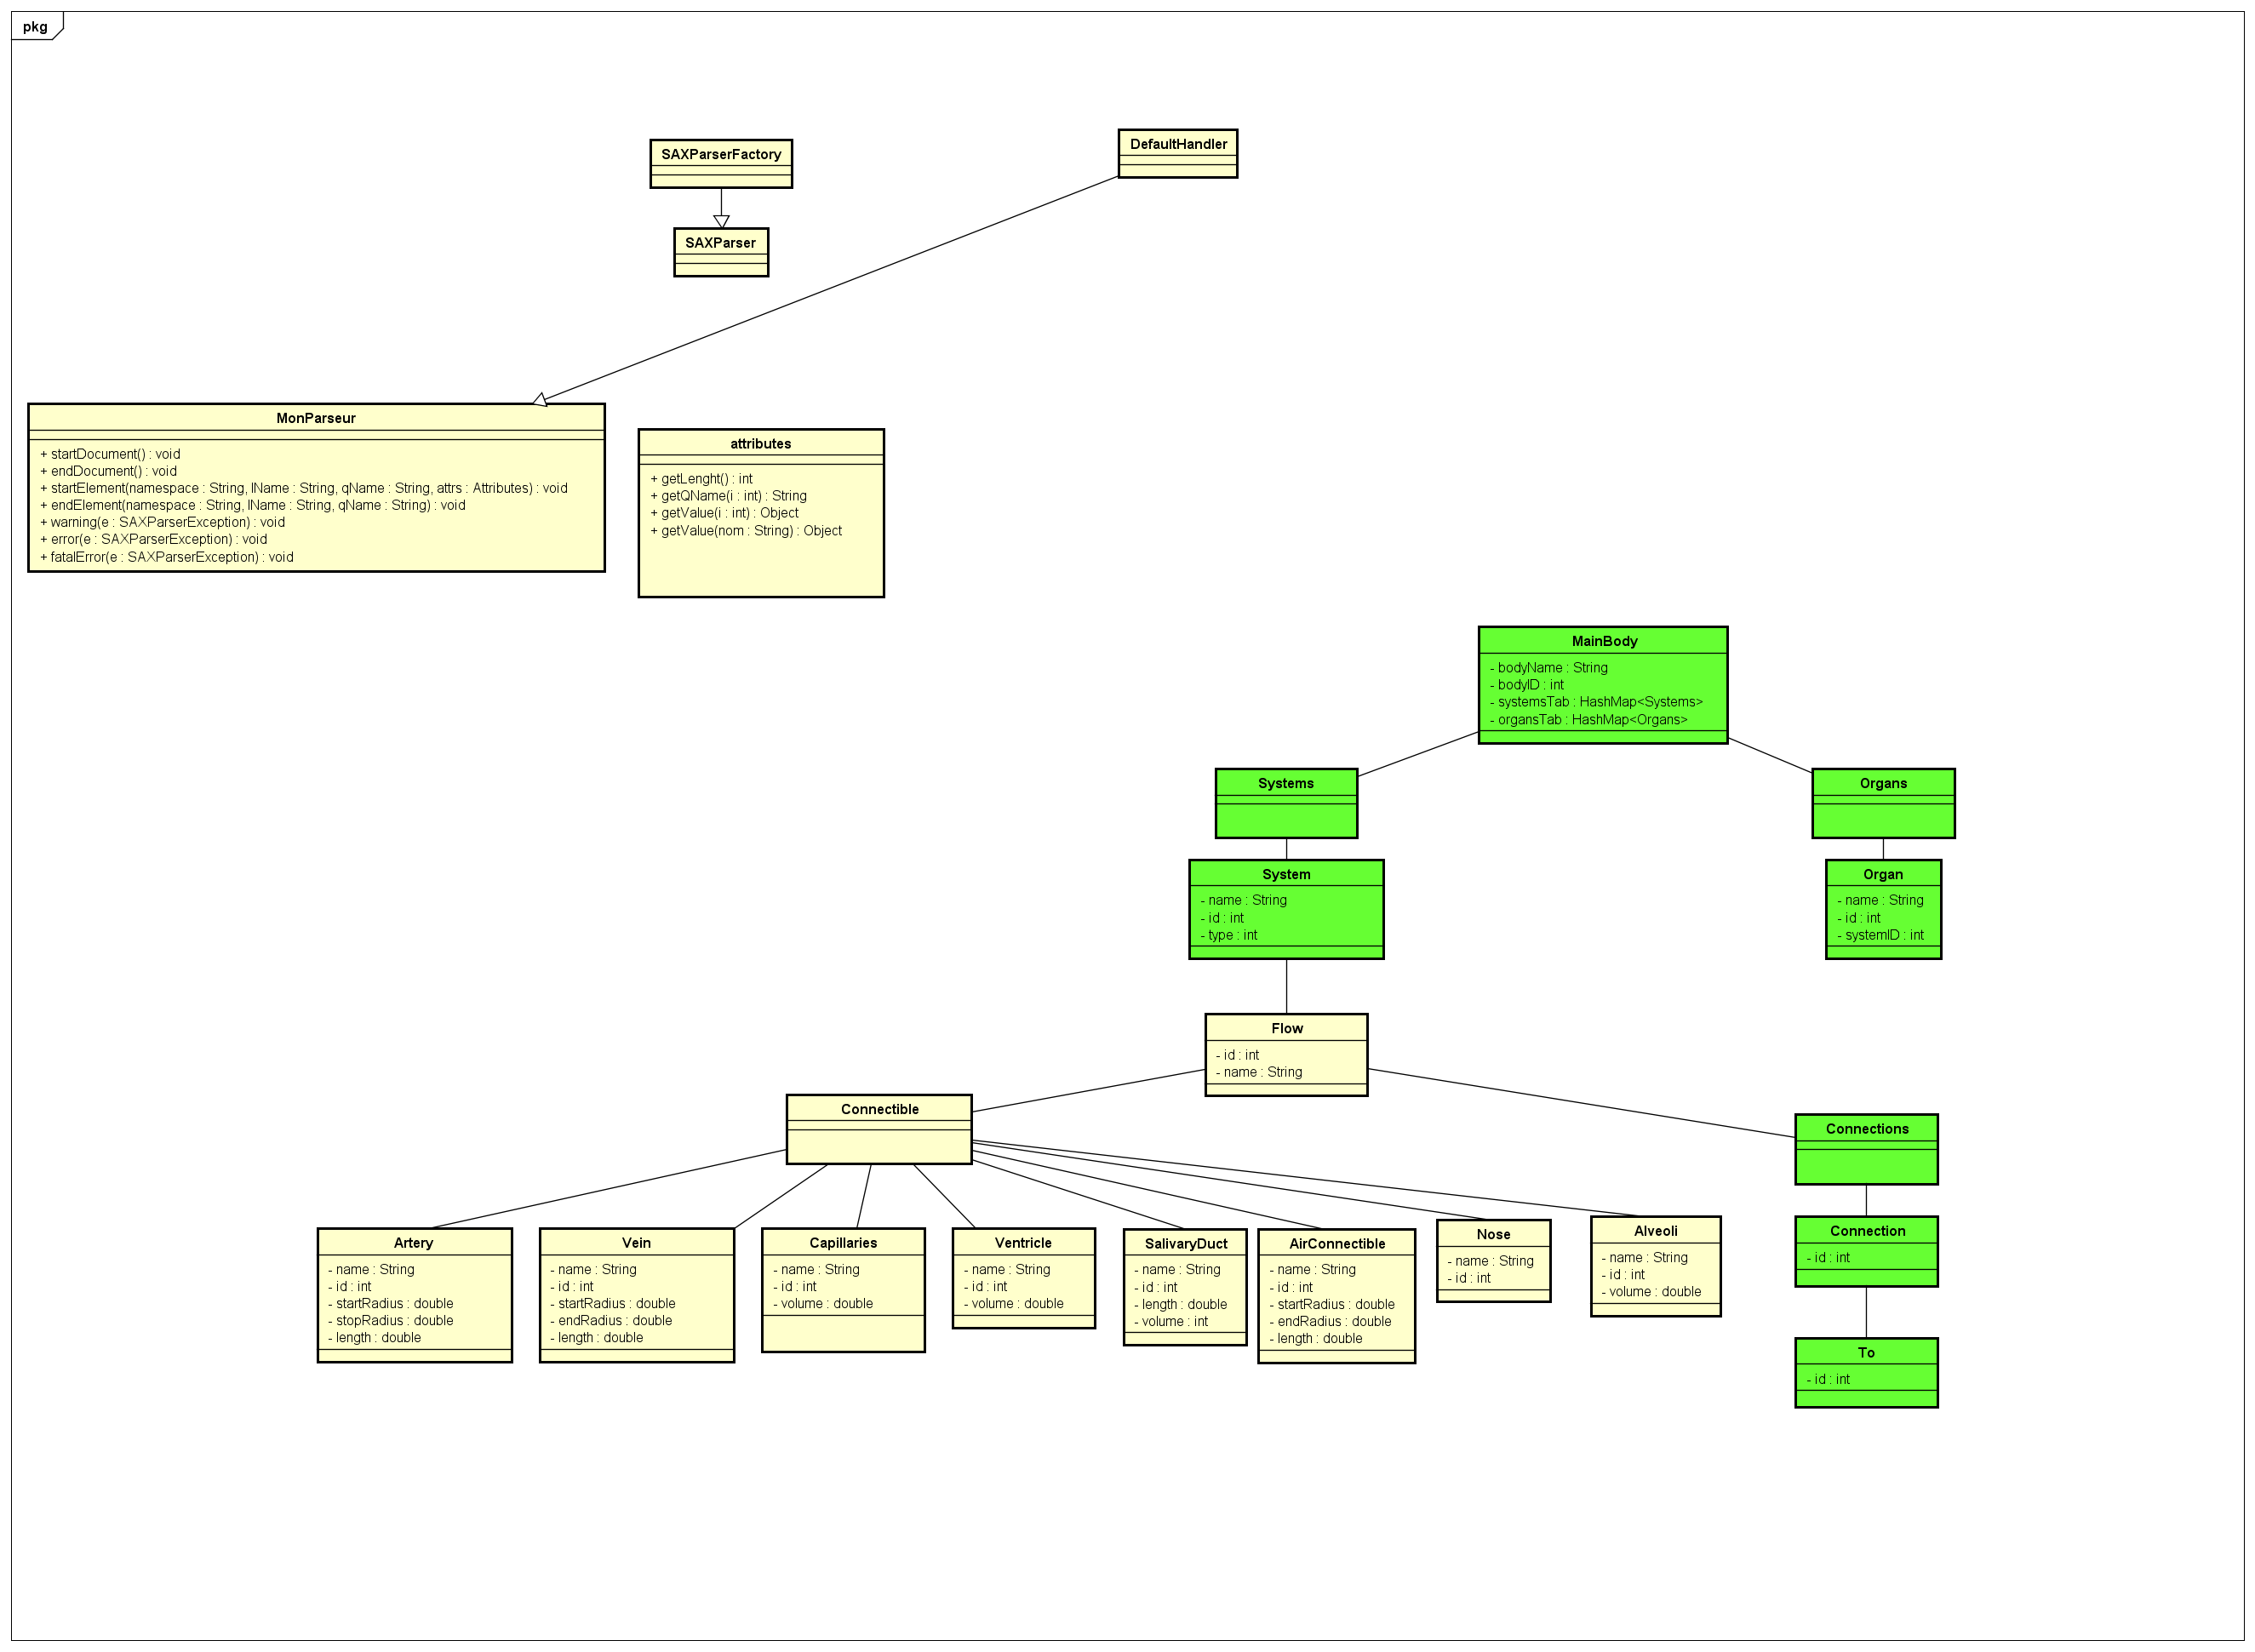 pkg
SAXParserFactory
DefaultHandler
SAXParser
MonParseur
+ startDocument() : void
+ endDocument() : void
+ startElement(namespace : String, lName : String, qName : String, attrs : Attributes) : void
+ endElement(namespace : String, lName : String, qName : String) : void
+ warning(e : SAXParserException) : void
+ error(e : SAXParserException) : void
+ fatalError(e : SAXParserException) : void
attributes
+ getLenght() : int
+ getQName(i : int) : String
+ getValue(i : int) : Object
+ getValue(nom : String) : Object
MainBody
- bodyName : String
- bodyID : int
- systemsTab : HashMap<Systems>
- organsTab : HashMap<Organs>
Systems
Organs
System
- name : String
- id : int
- type : int
Organ
- name : String
- id : int
- systemID : int
Flow
- id : int
- name : String
Connectible
Connections
Artery
- name : String
- id : int
- startRadius : double
- stopRadius : double
- length : double
Vein
- name : String
- id : int
- startRadius : double
- endRadius : double
- length : double
Capillaries
- name : String
- id : int
- volume : double
Ventricle
- name : String
- id : int
- volume : double
SalivaryDuct
- name : String
- id : int
- length : double
- volume : int
AirConnectible
- name : String
- id : int
- startRadius : double
- endRadius : double
- length : double
Nose
- name : String
- id : int
Alveoli
- name : String
- id : int
- volume : double
Connection
- id : int
To
- id : int